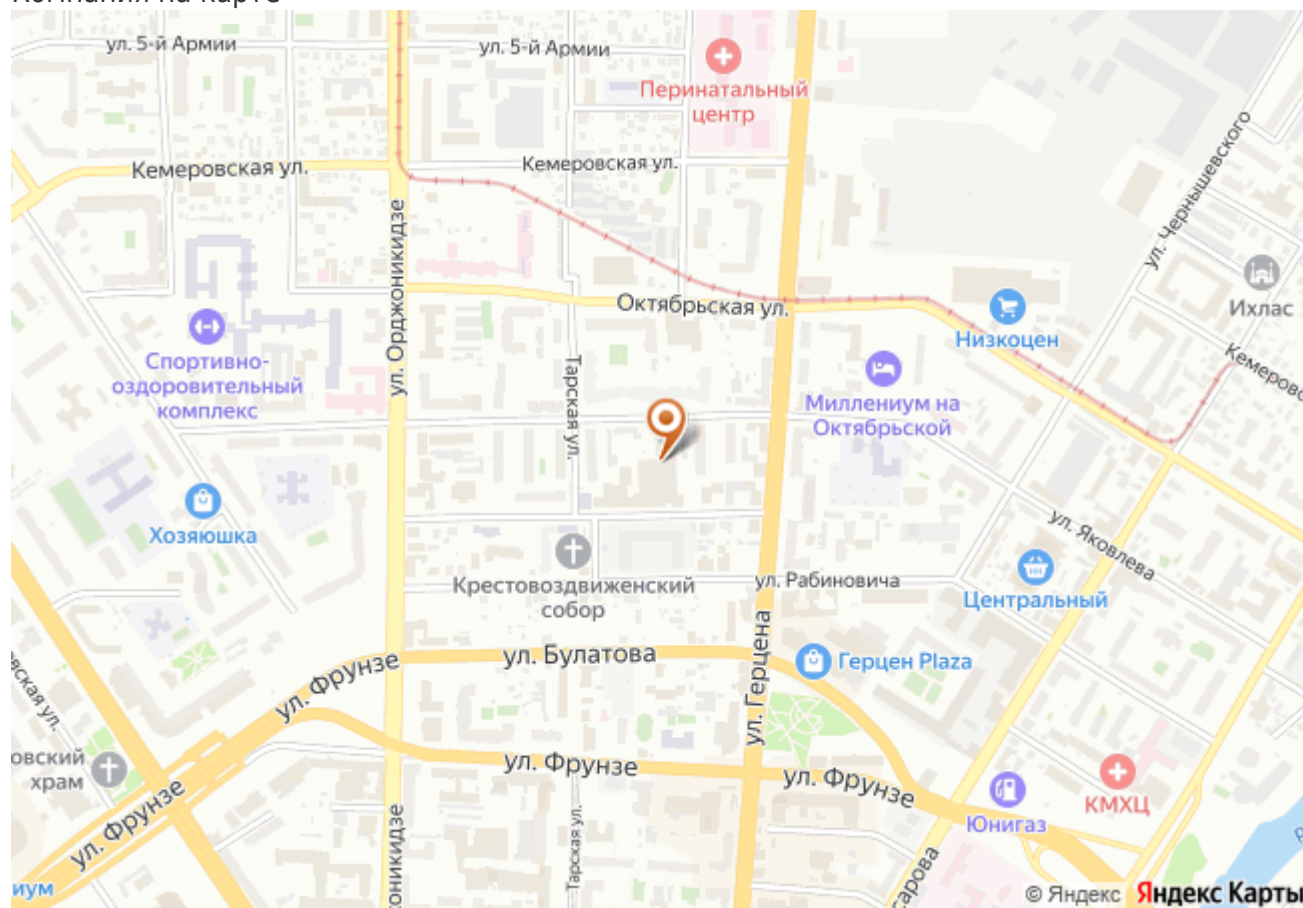 Компания на карте
ул. 5-й Армии
ул. 5-й Армии
Перинатальный
центр
Кемеровская ул.
Кемеровская ул.
ул. Чернышевского
ул. Орджоникидзе
Октябрьская ул.
Ихлас
Низкоцен
Спортивно-
оздоровительный
комплекс
Тарская ул.
Миллениум на
Октябрьской
Хозяюшка
ул. Яковлева
Крестовоздвиженский
собор
ул. Рабиновича
Центральный
ул. Булатова
ул. Герцена
Герцен Plaza
ул. Фрунзе
ул. Фрунзе
ул. Фрунзе
храм
КМХЦ
ул. Фрунзе
Юнигаз
Тарская ул.
© Яндекс Яндекс Карты